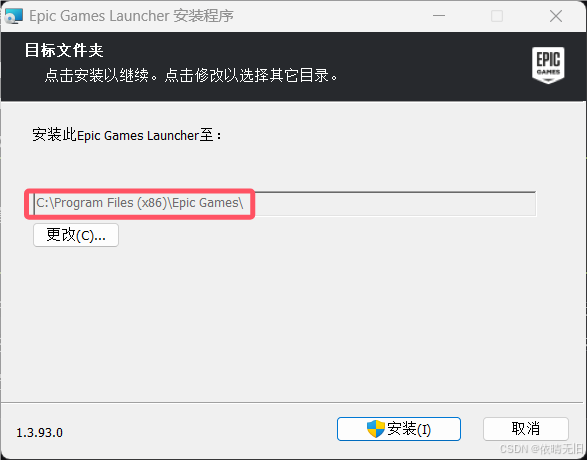 Epic Games Launcher 安装程序
目标文件夹
点击安装以继续。点击修改以选择其它目录。
EPIC
GAMES
安装此Epic Games Launcher至：
C:\Program Files (x86)\Epic Games\
更改(C)...
1.3.93.0
安装(I)
取消
CSDN @依晴无旧